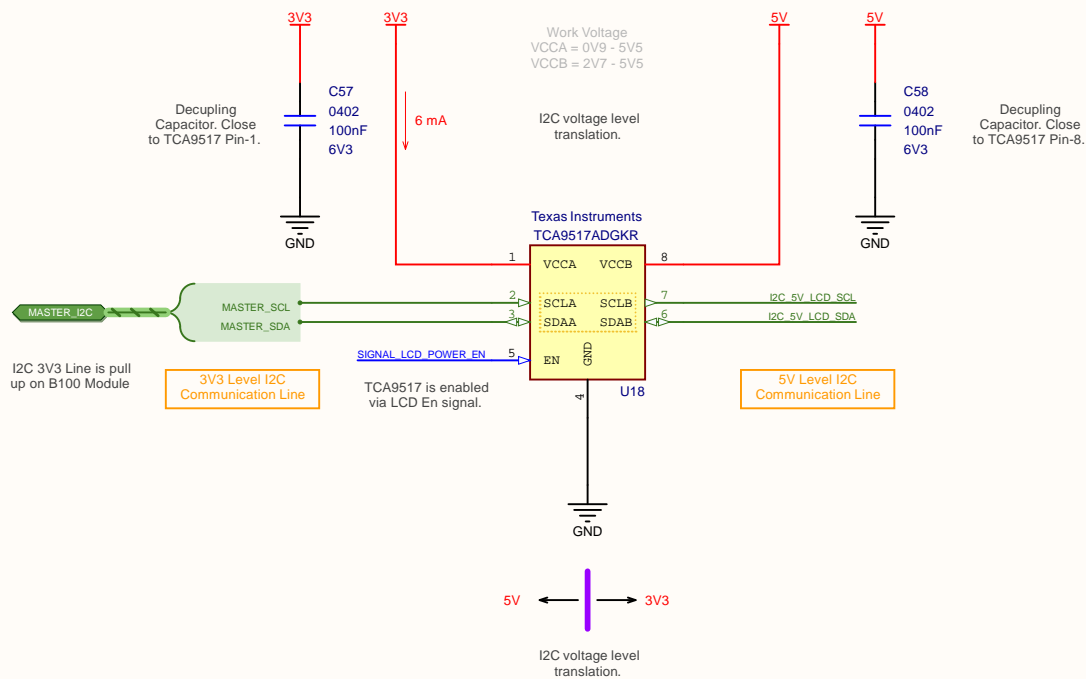 3V3
3V3
5V
5V
Work Voltage
VCCA = 0V9 - 5V5
VCCB = 2V7 - 5V5
Decupling
Capacitor. Close
to TCA9517 Pin-1.
C57
0402
100nF
6V3
6 mA
I2C voltage level
translation.
C58
0402
100nF
6V3
Decupling
Capacitor. Close
to TCA9517 Pin-8.
GND
GND
Texas Instruments
TCA9517ADGKR
1
VCCA
VCCB
8
MASTER_I2C
MASTER_SCL
MASTER_SDA
2
SCLA
SCLB
7
I2C_5V_LCD_SCL
3
SDAA
SDAB
6
I2C_5V_LCD_SDA
SIGNAL_LCD_POWER_EN
5
EN
GND
4
U18
I2C 3V3 Line is pull
up on B100 Module
3V3 Level I2C
Communication Line
TCA9517 is enabled
via LCD En signal.
5V Level I2C
Communication Line
GND
5V
3V3
I2C voltage level
translation.